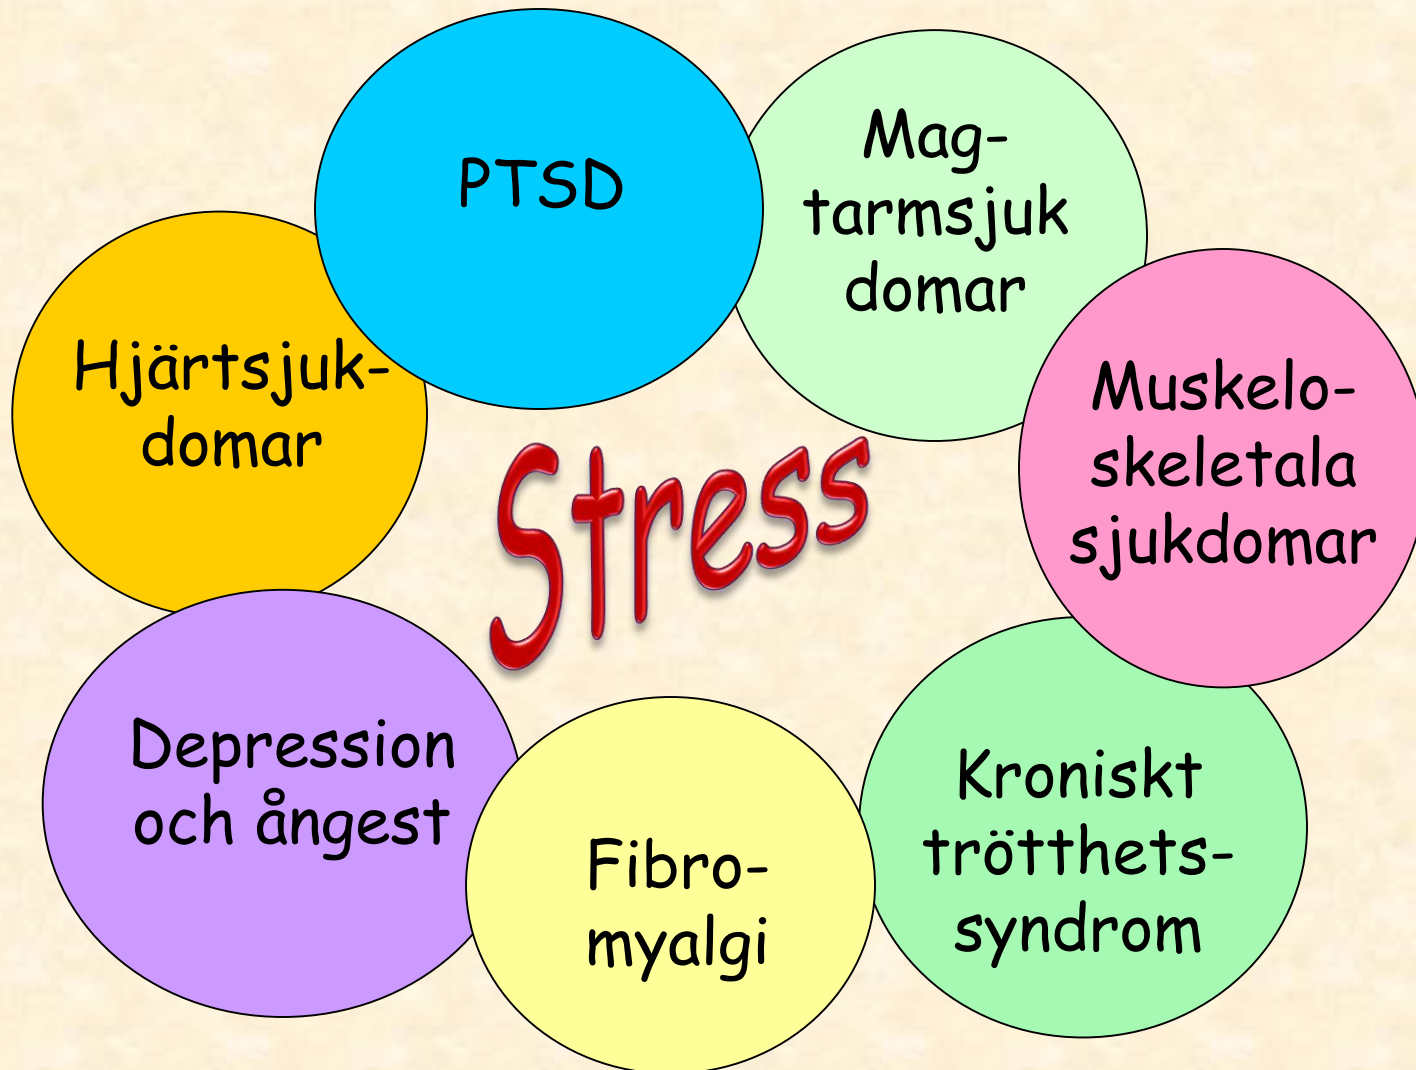 PTSD
Mag-
tarmsjuk
domar
Hjärtsjuk-
domar
Muskelo-
skeletala
sjukdomar
Stress
Depression
och ångest
Fibro-
myalgi
Kroniskt
trötthets-
syndrom